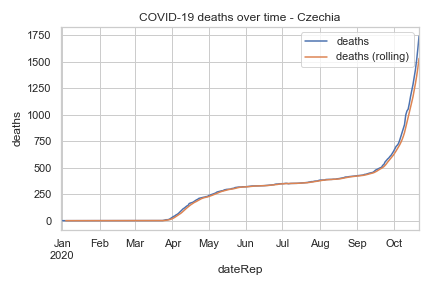 COVID-19 deaths over time - Czechia
deaths
deaths (rolling)
1750
1500
1250
1000
750
500
250
0
deaths
Jan Feb Mar Apr May Jun Jul Aug Sep Oct
2020
dateRep